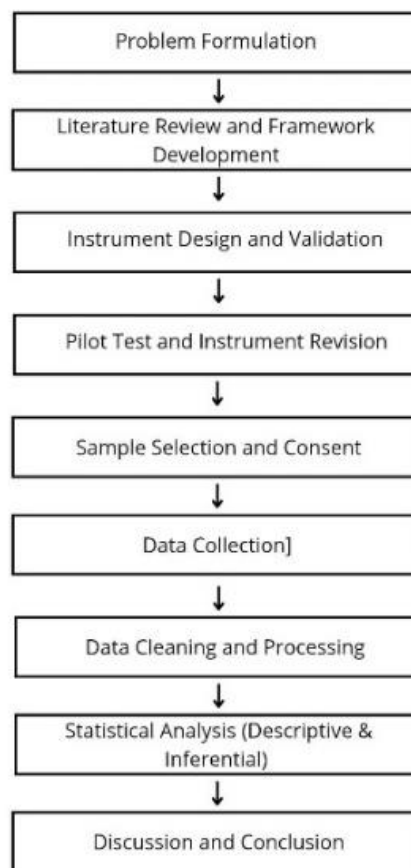 Problem Formulation
Literature Review and Framework
Development
Instrument Design and Validation
Pilot Test and Instrument Revision
Sample Selection and Consent
Data Collection]
Data Cleaning and Processing
Statistical Analysis (Descriptive &
Inferential)
Discussion and Conclusion